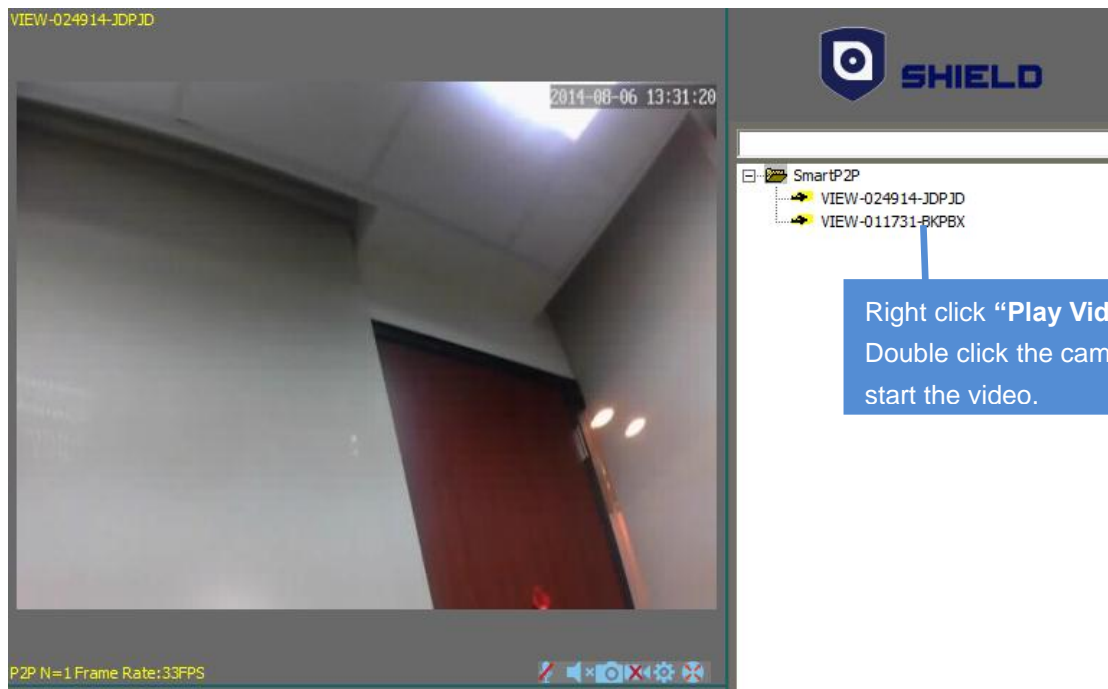 VIEW-024914-JDPJD
2014-08-06 13:31:20
P2P N=1 Frame Rate:33FPS
SHIELD
SmartP2P
VIEW-024914-JDPJD
VIEW-011731-BKPBX
Right click “Play Vid
Double click the cam
start the video.